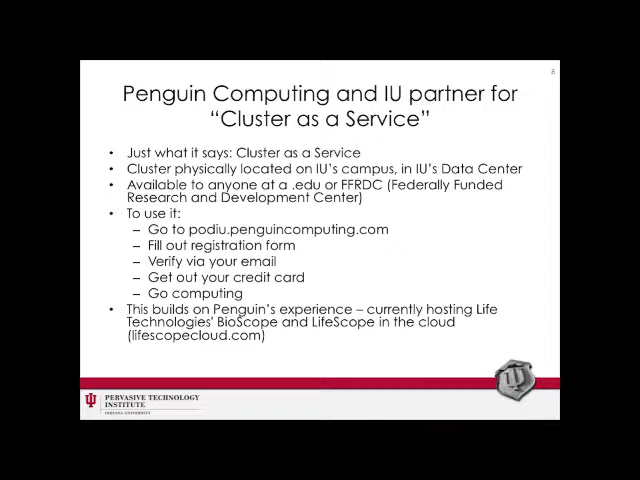 8
Penguin Computing and IU partner for
“Cluster as a Service”
• Just what it says: Cluster as a Service
• Cluster physically located on IU’s campus, in IU’s Data Center
• Available to anyone at a .edu or FFRDC (Federally Funded
Research and Development Center)
• To use it:
– Go to podiu.penguincomputing.com
– Fill out registration form
– Verify via your email
– Get out your credit card
– Go computing
• This builds on Penguin’s experience – currently hosting Life
Technologies' BioScope and LifeScope in the cloud
(lifescopecloud.com)
PERVASIVE TECHNOLOGY
INSTITUTE
INDIANA UNIVERSITY